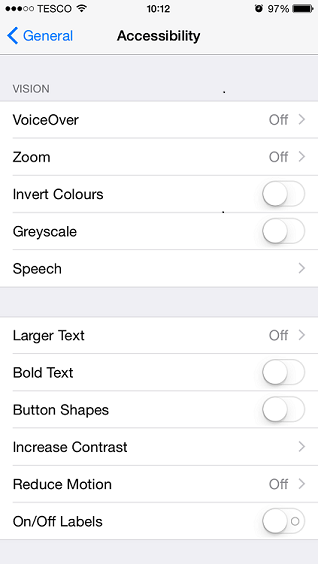 TESCO 10:12 97%
General Accessibility
VISION
VoiceOver Off
Zoom Off
Invert Colours
Greyscale
Speech
Larger Text Off
Bold Text
Button Shapes
Increase Contrast
Reduce Motion Off
On/Off Labels